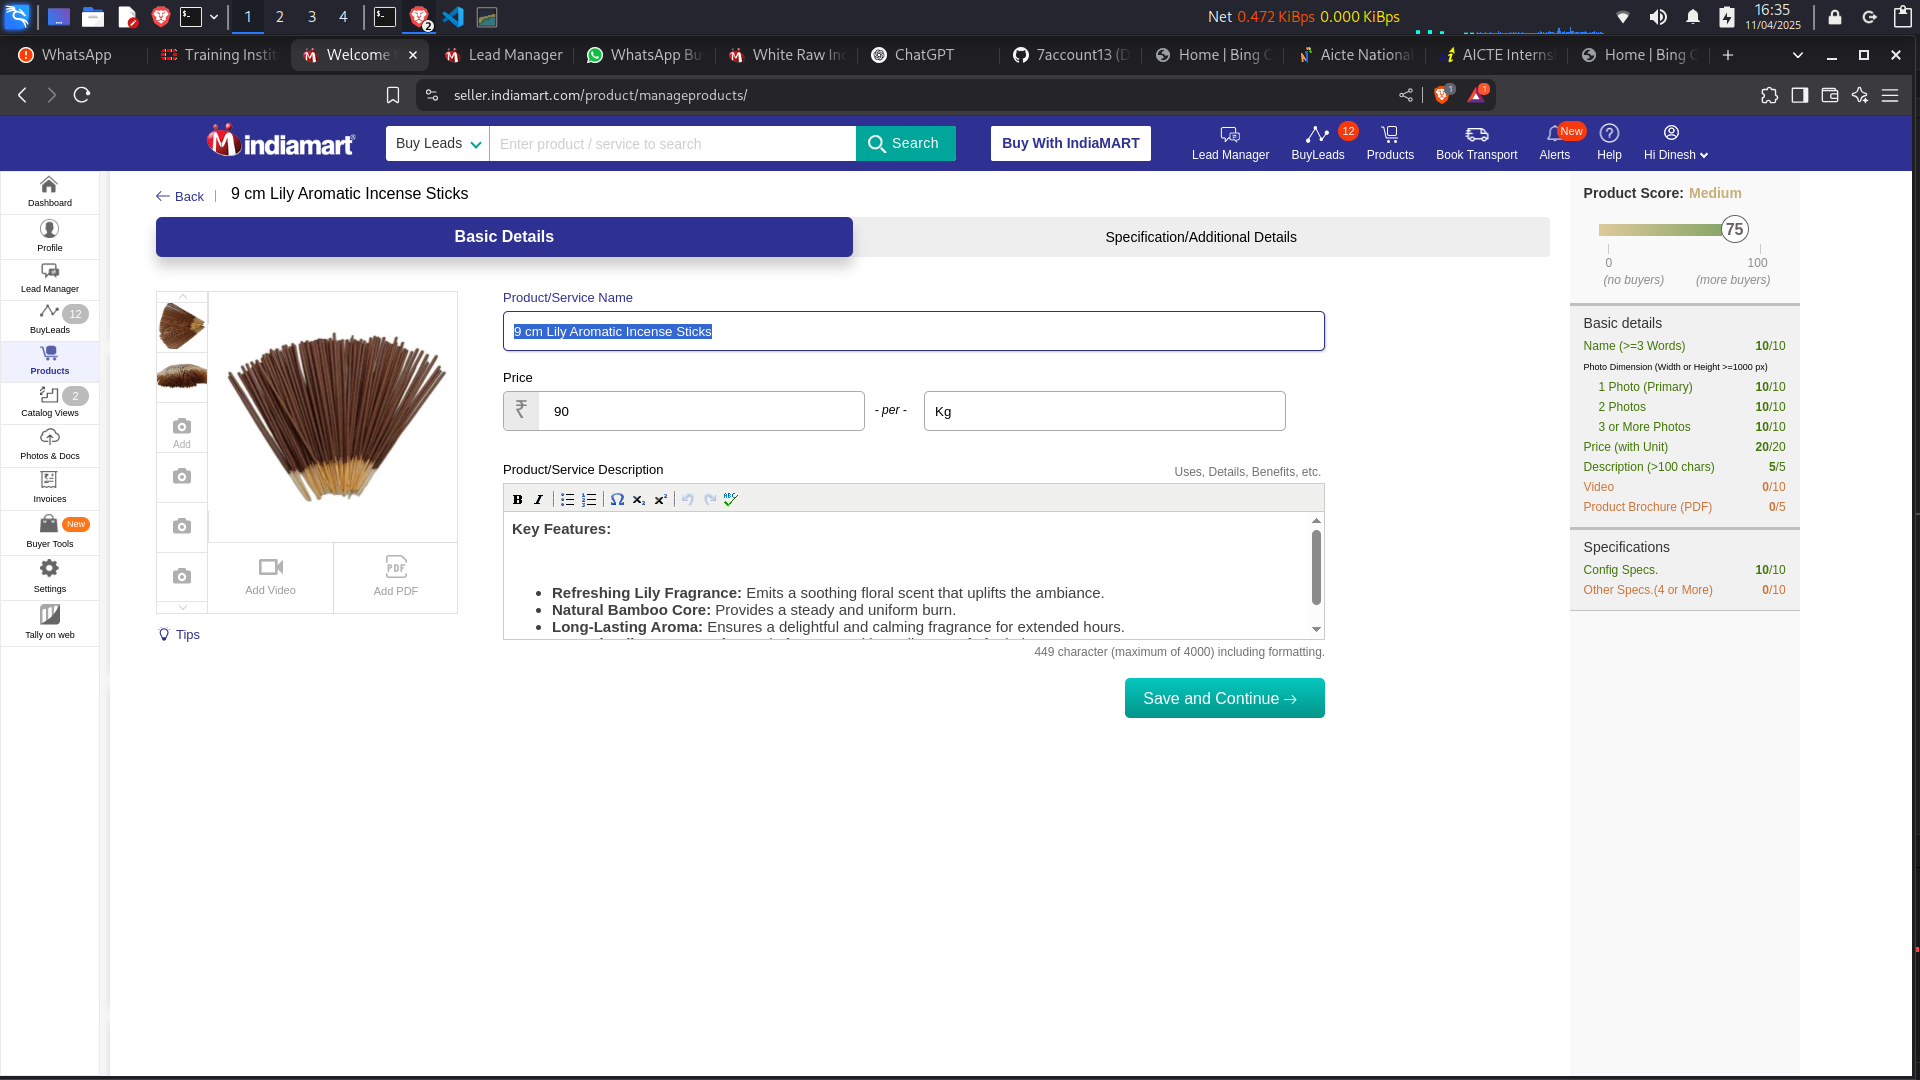 1 2 3 4 2 Net 0.472 KiBps 0.000 KiBps 16:35
11/04/2025
WhatsApp Training Instit Welcome Lead Manager WhatsApp Bu White Raw Inc ChatGPT 7account13 (D Home | Bing C Aicte National AICTE Interns Home | Bing C
seller.indiamart.com/product/manageproducts/ 1 1
indiamart Buy Leads Enter product / service to search Search Buy With IndiaMART
Lead Manager 12 BuyLeads Products Book Transport New Alerts Help Hi Dinesh
Dashboard
Profile
Lead Manager
12
BuyLeads
Products
2
Catalog Views
Photos & Docs
Invoices
New
Buyer Tools
Settings
Tally on web
Back | 9 cm Lily Aromatic Incense Sticks
Basic Details Specification/Additional Details
Add
Add Video
PDF
Add PDF
Tips
Product/Service Name
9 cm Lily Aromatic Incense Sticks
Price
₹ 90 - per - Kg
Product/Service Description Uses, Details, Benefits, etc.
B I Ω x₂ x² ABC
Key Features:
• Refreshing Lily Fragrance: Emits a soothing floral scent that uplifts the ambiance.
• Natural Bamboo Core: Provides a steady and uniform burn.
• Long-Lasting Aroma: Ensures a delightful and calming fragrance for extended hours.
449 character (maximum of 4000) including formatting.
Save and Continue →
Product Score: Medium
75
0 100
(no buyers) (more buyers)
Basic details
Name (>=3 Words) 10/10
Photo Dimension (Width or Height >=1000 px)
1 Photo (Primary) 10/10
2 Photos 10/10
3 or More Photos 10/10
Price (with Unit) 20/20
Description (>100 chars) 5/5
Video 0/10
Product Brochure (PDF) 0/5
Specifications
Config Specs. 10/10
Other Specs.(4 or More) 0/10